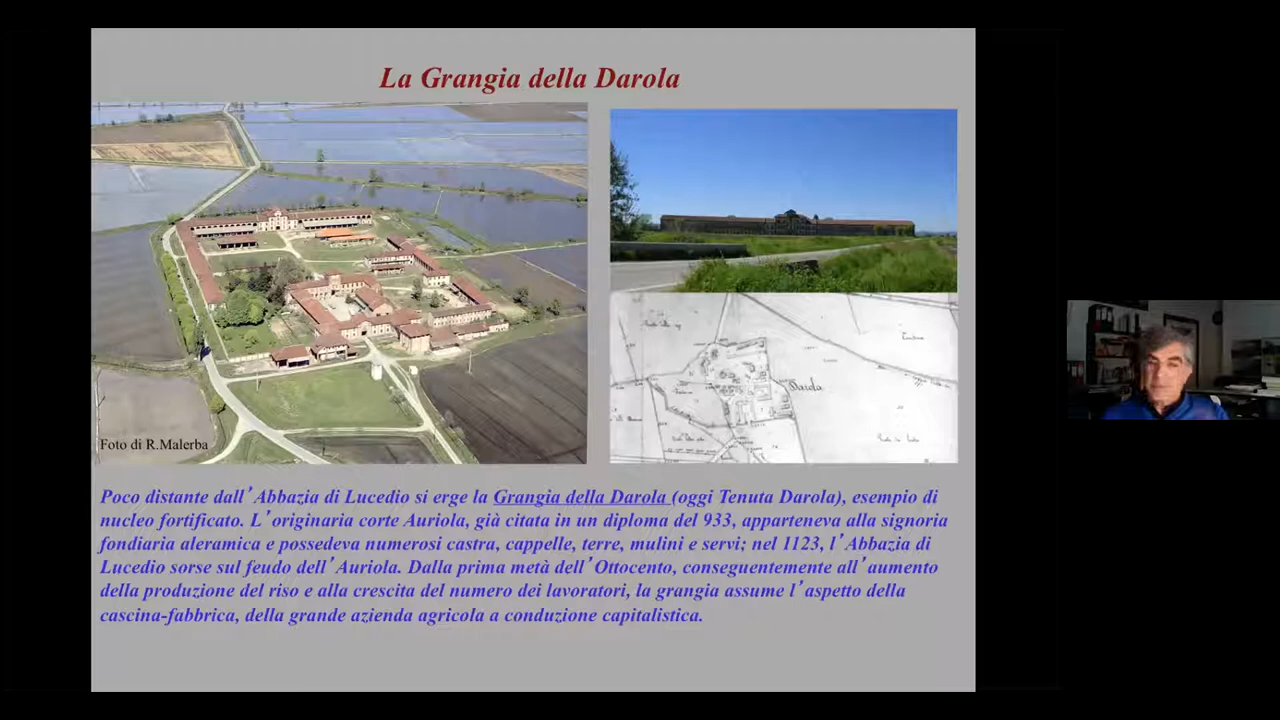 La Grangia della Darola
Foto di R.Malerba
Darola
Poco distante dall’Abbazia di Lucedio si erge la Grangia della Darola (oggi Tenuta Darola), esempio di
nucleo fortificato. L’originaria corte Auriola, già citata in un diploma del 933, apparteneva alla signoria
fondiaria aleramica e possedeva numerosi castra, cappelle, terre, mulini e servi; nel 1123, l’Abbazia di
Lucedio sorse sul feudo dell’Auriola. Dalla prima metà dell’Ottocento, conseguentemente all’aumento
della produzione del riso e alla crescita del numero dei lavoratori, la grangia assume l’aspetto della
cascina-fabbrica, della grande azienda agricola a conduzione capitalistica.